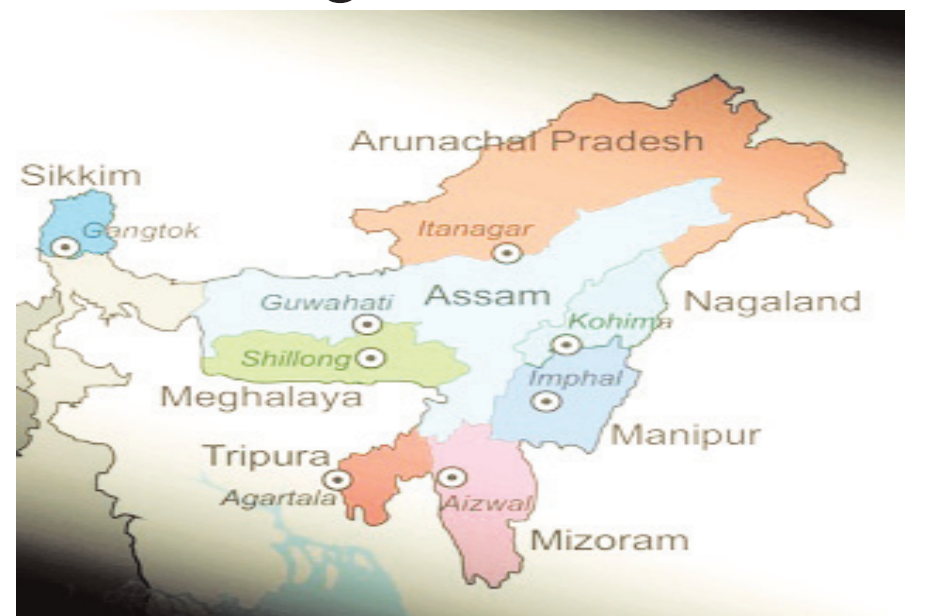 Arunachal Pradesh
Sikkim
Gangtok
Itanagar
Guwahati
Assam
Nagaland
Kohima
Shillong
Imphal
Meghalaya
Manipur
Tripura
Agartala
Aizwal
Mizoram